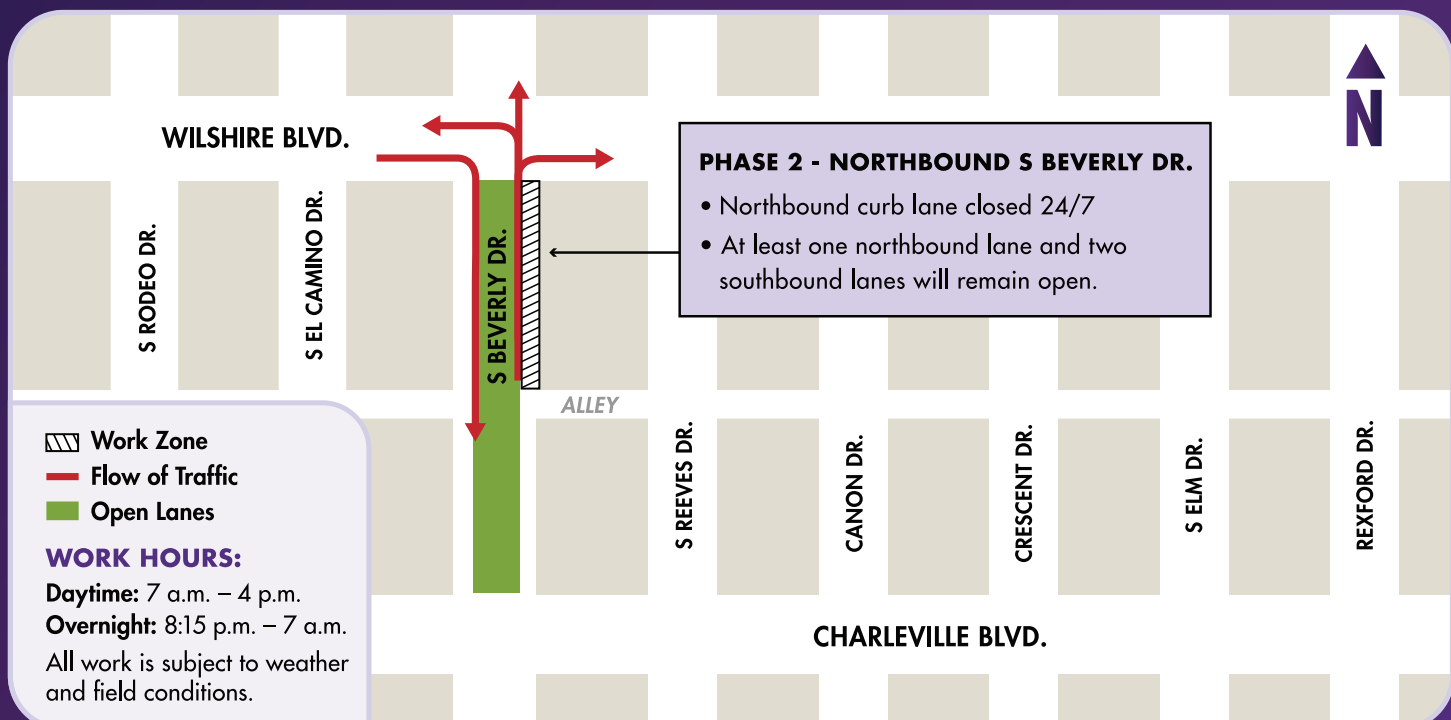 WILSHIRE BLVD.
N
PHASE 2 - NORTHBOUND S BEVERLY DR.
• Northbound curb lane closed 24/7
• At least one northbound lane and two
southbound lanes will remain open.
S RODEO DR.
S EL CAMINO DR.
S BEVERLY DR.
ALLEY
S REEVES DR.
CANON DR.
CRESCENT DR.
S ELM DR.
REXFORD DR.
CHARLEVILLE BLVD.
Work Zone
Flow of Traffic
Open Lanes
WORK HOURS:
Daytime: 7 a.m. – 4 p.m.
Overnight: 8:15 p.m. – 7 a.m.
All work is subject to weather
and field conditions.